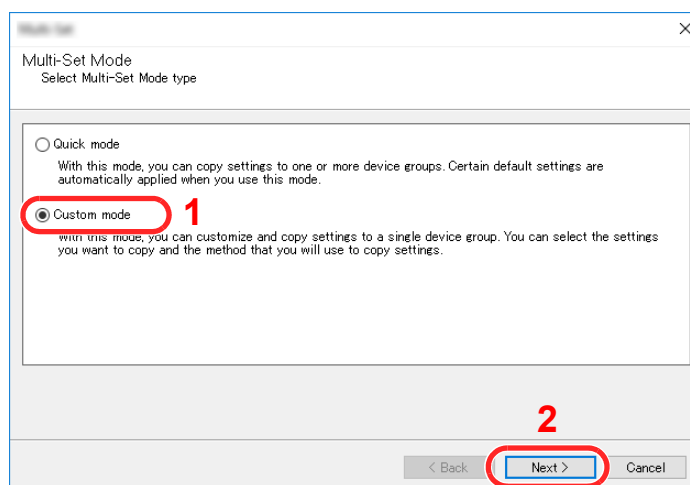 Multi-Set Mode
Select Multi-Set Mode type
Quick mode
With this mode, you can copy settings to one or more device groups. Certain default settings are
automatically applied when you use this mode.
Custom mode 1
With this mode, you can customize and copy settings to a single device group. You can select the settings
you want to copy and the method that you will use to copy settings.
2
< Back Next > Cancel